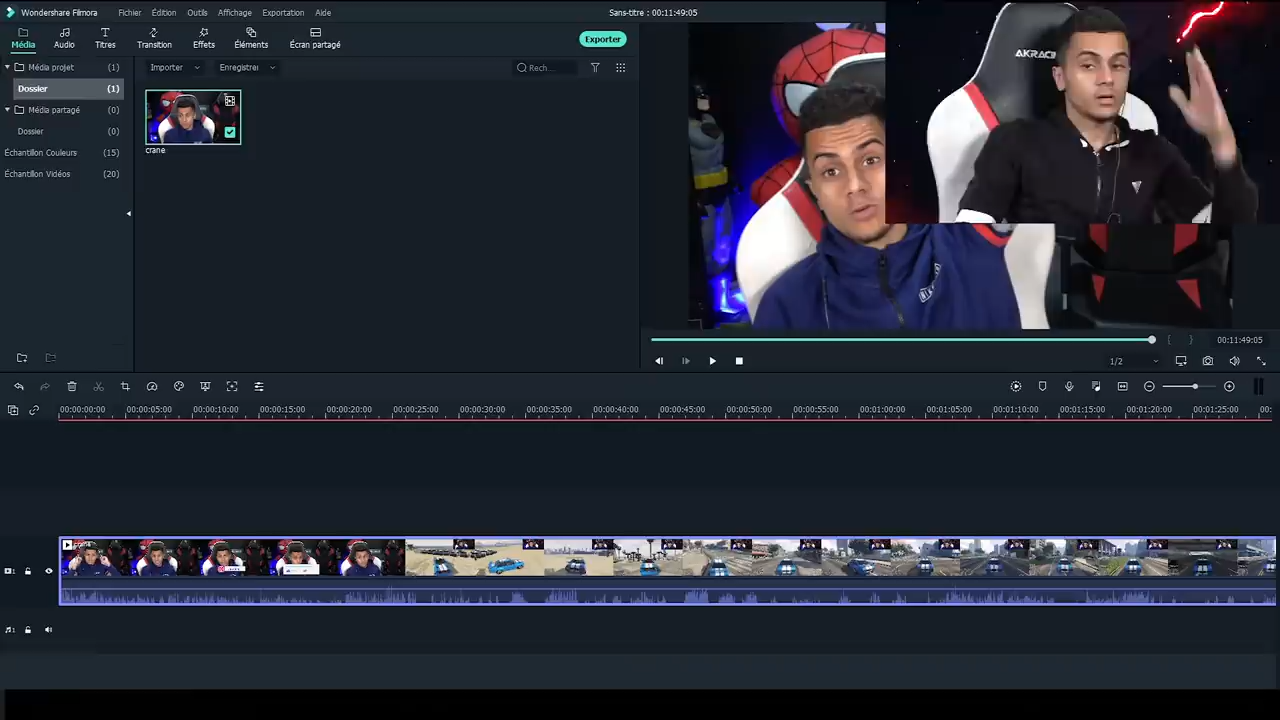 Wondershare Filmora Fichier Édition Outils Affichage Exportation Aide Sans-titre : 00:11:49:05
Média Audio Titres Transition Effets Éléments Écran partagé Exporter
AKRACIN
Média projet (1)
Importer Enregistrer Rech...
Dossier (1)
Média partagé (0)
Dossier (0)
Échantillon Couleurs (15)
crane
Échantillon Vidéos (20)
00:11:49:05
1/2
00:00:00:00 00:00:05:00 00:00:10:00 00:00:15:00 00:00:20:00 00:00:25:00 00:00:30:00 00:00:35:00 00:00:40:00 00:00:45:00 00:00:50:00 00:00:55:00 00:01:00:00 00:01:05:00 00:01:10:00 00:01:15:00 00:01:20:00 00:01:25:00 00:
crane
1
1